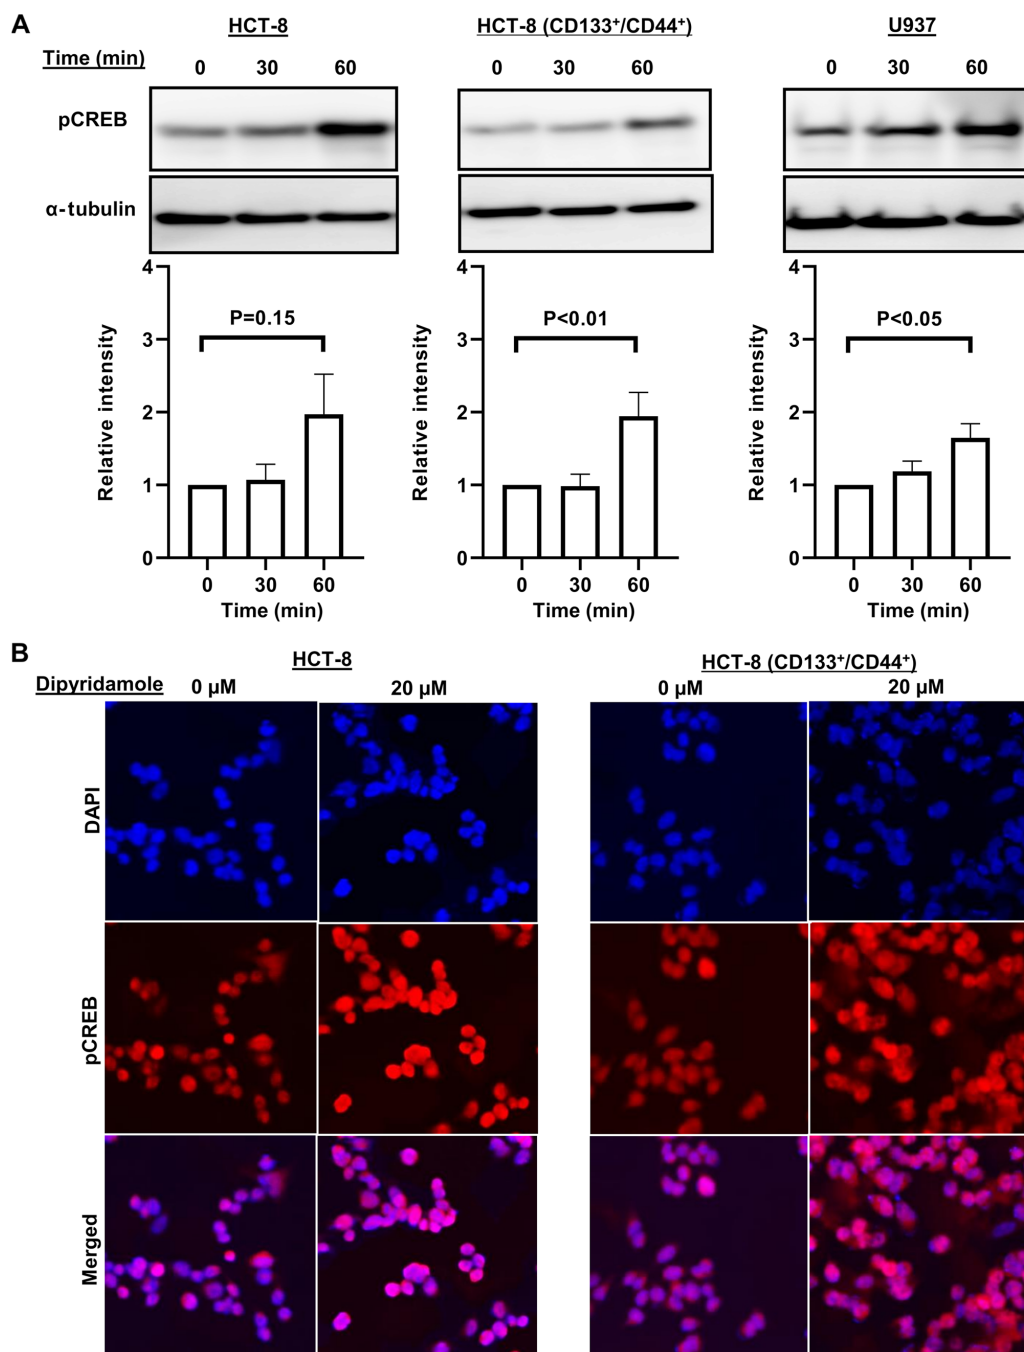 A
HCT-8
HCT-8 (CD133⁺/CD44⁺)
U937
Time (min)
0 30 60
0 30 60
0 30 60
pCREB
α-tubulin
4
3
2
1
0
Relative intensity
P=0.15
0 30 60
Time (min)
4
3
2
1
0
Relative intensity
P<0.01
0 30 60
Time (min)
4
3
2
1
0
Relative intensity
P<0.05
0 30 60
Time (min)
B
HCT-8
HCT-8 (CD133⁺/CD44⁺)
Dipyridamole
0 µM 20 µM
0 µM 20 µM
DAPI
pCREB
Merged